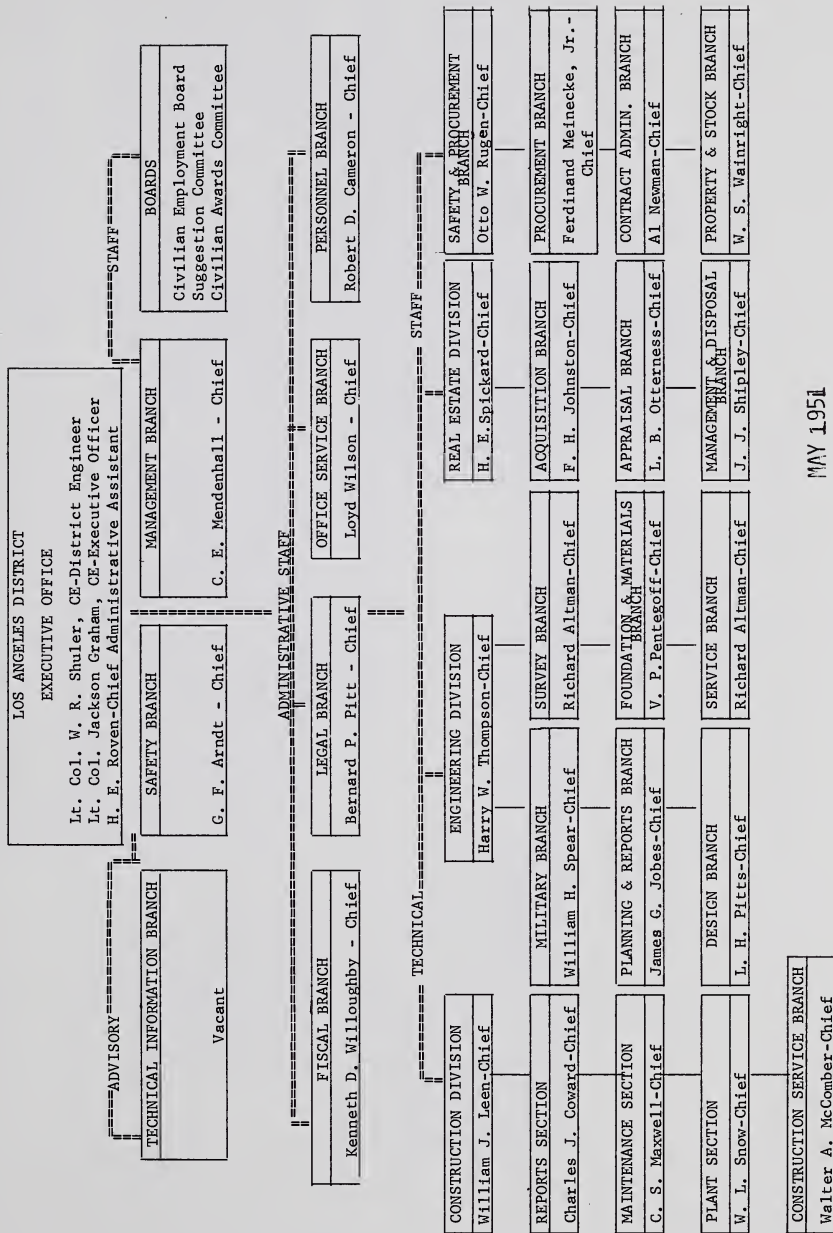 LOS ANGELES DISTRICT
EXECUTIVE OFFICE
Lt. Col. W. R. Shuler, CE-District Engineer
Lt. Col. Jackson Graham, CE-Executive Officer
H. E. Roven-Chief Administrative Assistant
ADVISORY
STAFF
TECHNICAL INFORMATION BRANCH
Vacant
SAFETY BRANCH
G. F. Arndt - Chief
MANAGEMENT BRANCH
C. E. Mendenhall - Chief
BOARDS
Civilian Employment Board
Suggestion Committee
Civilian Awards Committee
ADMINISTRATIVE STAFF
FISCAL BRANCH
Kenneth D. Willoughby - Chief
LEGAL BRANCH
Bernard P. Pitt - Chief
OFFICE SERVICE BRANCH
Loyd Wilson - Chief
PERSONNEL BRANCH
Robert D. Cameron - Chief
TECHNICAL
STAFF
CONSTRUCTION DIVISION
William J. Leen-Chief
ENGINEERING DIVISION
Harry W. Thompson-Chief
REAL ESTATE DIVISION
H. E.Spickard-Chief
SAFETY & PROCUREMENT
BRANCH
Otto W. Rugen-Chief
REPORTS SECTION
Charles J. Coward-Chief
MILITARY BRANCH
William H. Spear-Chief
SURVEY BRANCH
Richard Altman-Chief
ACQUISITION BRANCH
F. H. Johnston-Chief
PROCUREMENT BRANCH
Ferdinand Meinecke, Jr.-
Chief
MAINTENANCE SECTION
C. S. Maxwell-Chief
PLANNING & REPORTS BRANCH
James G. Jobes-Chief
FOUNDATION & MATERIALS
BRANCH
V. P.Pentegoff-Chief
APPRAISAL BRANCH
L. B. Otterness-Chief
CONTRACT ADMIN. BRANCH
Al Newman-Chief
PLANT SECTION
W. L. Snow-Chief
DESIGN BRANCH
L. H. Pitts-Chief
SERVICE BRANCH
Richard Altman-Chief
MANAGEMENT & DISPOSAL
BRANCH
J. J. Shipley-Chief
PROPERTY & STOCK BRANCH
W. S. Wainright-Chief
CONSTRUCTION SERVICE BRANCH
Walter A. McComber-Chief
MAY 1951